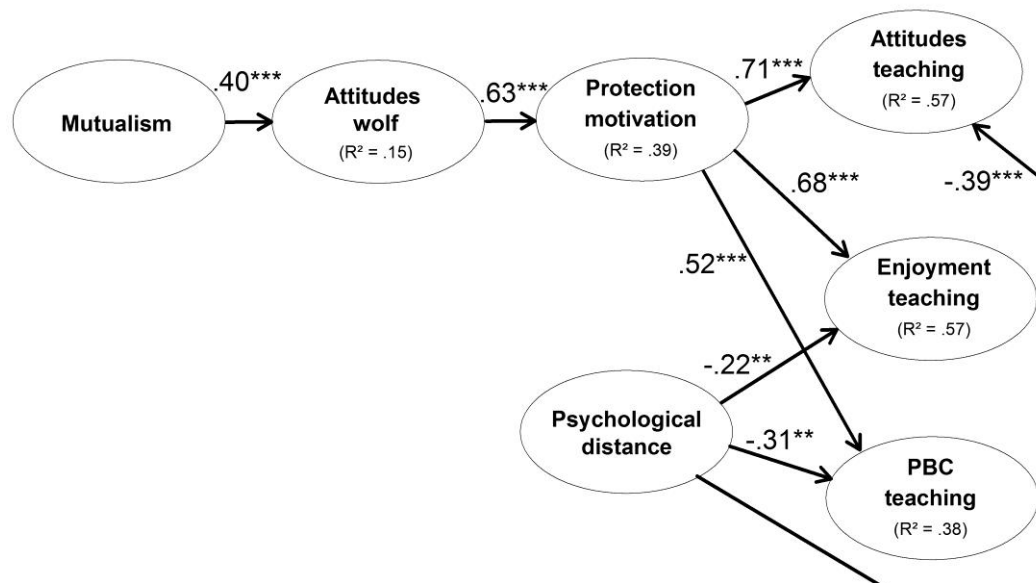 Mutualism
.40***
Attitudes
wolf
(R² = .15)
.63***
Protection
motivation
(R² = .39)
.71***
Attitudes
teaching
(R² = .57)
-.39***
.68***
.52***
Enjoyment
teaching
(R² = .57)
-.22**
Psychological
distance
-.31**
PBC
teaching
(R² = .38)